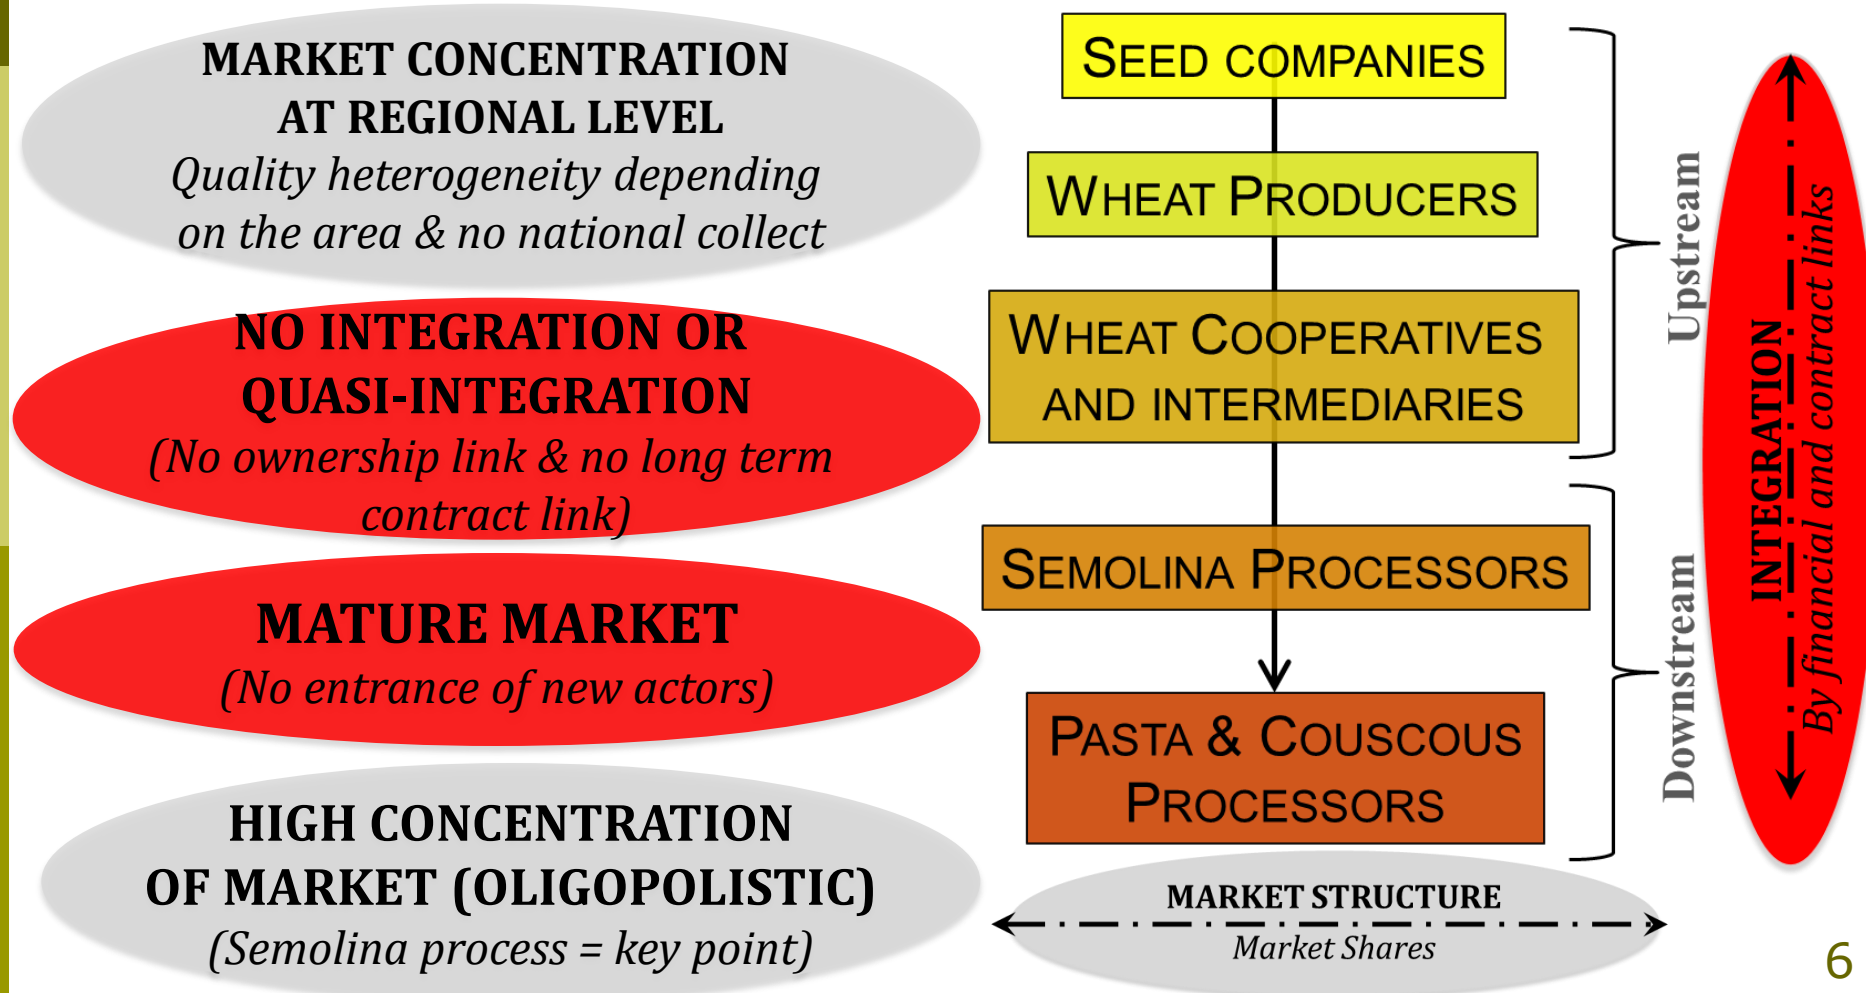 MARKET CONCENTRATION
AT REGIONAL LEVEL
Quality heterogeneity depending
on the area & no national collect
NO INTEGRATION OR
QUASI-INTEGRATION
(No ownership link & no long term
contract link)
MATURE MARKET
(No entrance of new actors)
HIGH CONCENTRATION
OF MARKET (OLIGOPOLISTIC)
(Semolina process = key point)
SEED COMPANIES
WHEAT PRODUCERS
WHEAT COOPERATIVES
AND INTERMEDIARIES
SEMOLINA PROCESSORS
PASTA & COUSCOUS
PROCESSORS
MARKET STRUCTURE
Market Shares
Upstream
Downstream
INTEGRATION
By financial and contract links
6